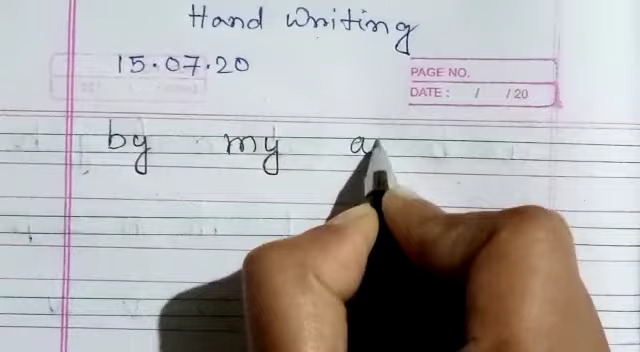 Hand Writing
15.07.20
PAGE NO.
DATE : / / 20
by my a